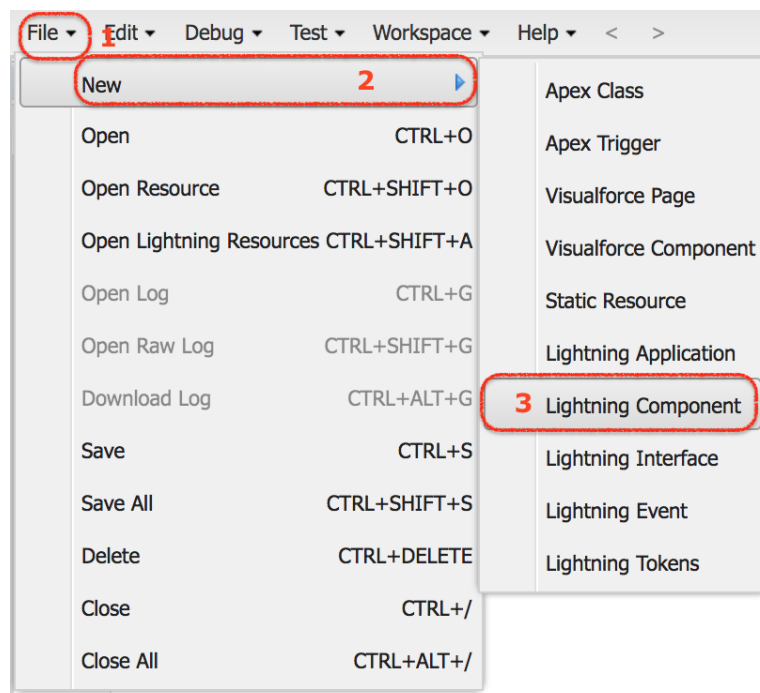 File Edit Debug Test Workspace Help < >
1
New 2
Open CTRL+O
Open Resource CTRL+SHIFT+O
Open Lightning Resources CTRL+SHIFT+A
Open Log CTRL+G
Open Raw Log CTRL+SHIFT+G
Download Log CTRL+ALT+G
Save CTRL+S
Save All CTRL+SHIFT+S
Delete CTRL+DELETE
Close CTRL+/
Close All CTRL+ALT+/
Apex Class
Apex Trigger
Visualforce Page
Visualforce Component
Static Resource
Lightning Application
3 Lightning Component
Lightning Interface
Lightning Event
Lightning Tokens